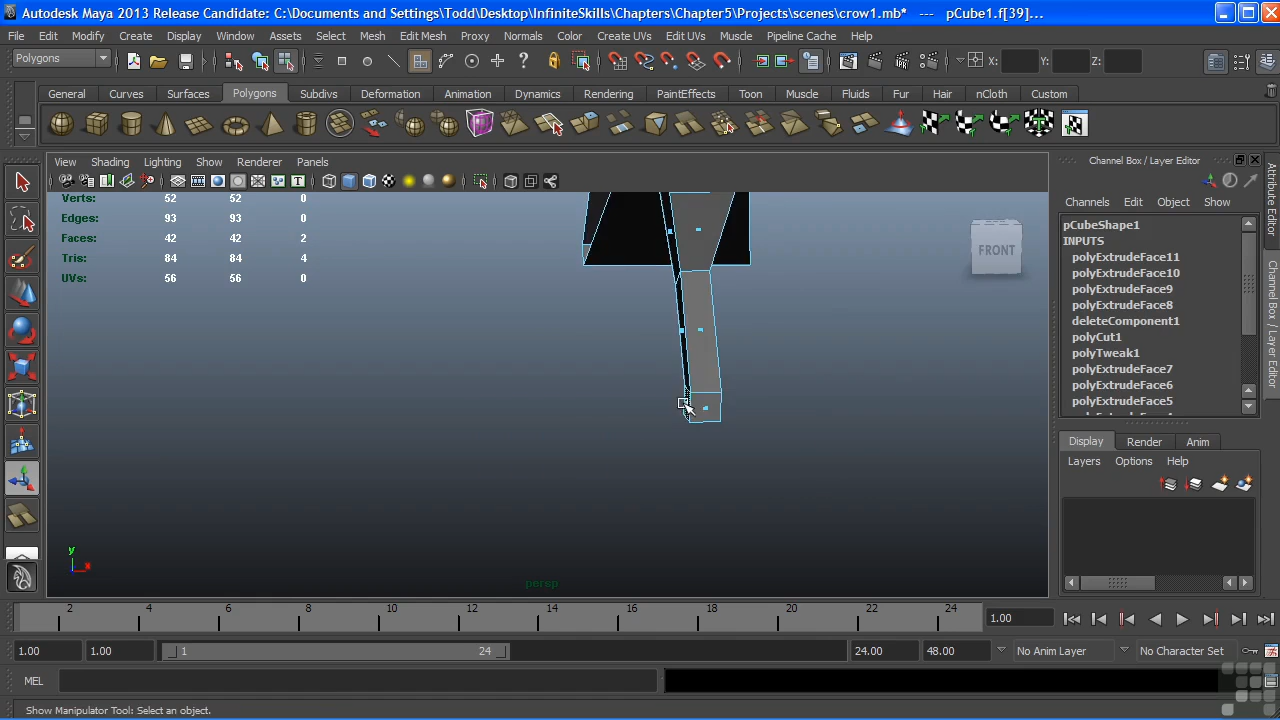 Autodesk Maya 2013 Release Candidate: C:\Documents and Settings\Todd\Desktop\InfiniteSkills\Chapters\Chapter5\Projects\scenes\crow1.mb* --- pCube1.f[39]...
File Edit Modify Create Display Window Assets Select Mesh Edit Mesh Proxy Normals Color Create UVs Edit UVs Muscle Pipeline Cache Help
Polygons X: Y: Z:
General Curves Surfaces Polygons Subdivs Deformation Animation Dynamics Rendering PaintEffects Toon Muscle Fluids Fur Hair nCloth Custom
View Shading Lighting Show Renderer Panels
Channel Box / Layer Editor
Verts: 52 52 0
Edges: 93 93 0
Faces: 42 42 2
Tris: 84 84 4
UVs: 56 56 0
FRONT
y
x
persp
Channels Edit Object Show
pCubeShape1
INPUTS
polyExtrudeFace11
polyExtrudeFace10
polyExtrudeFace9
polyExtrudeFace8
deleteComponent1
polyCut1
polyTweak1
polyExtrudeFace7
polyExtrudeFace6
polyExtrudeFace5
Display Render Anim
Layers Options Help
Attribute Editor
Channel Box / Layer Editor
2 4 6 8 10 12 14 16 18 20 22 24
1.00
1.00 1.00 1 24 24.00 48.00 No Anim Layer No Character Set
MEL
Show Manipulator Tool: Select an object.